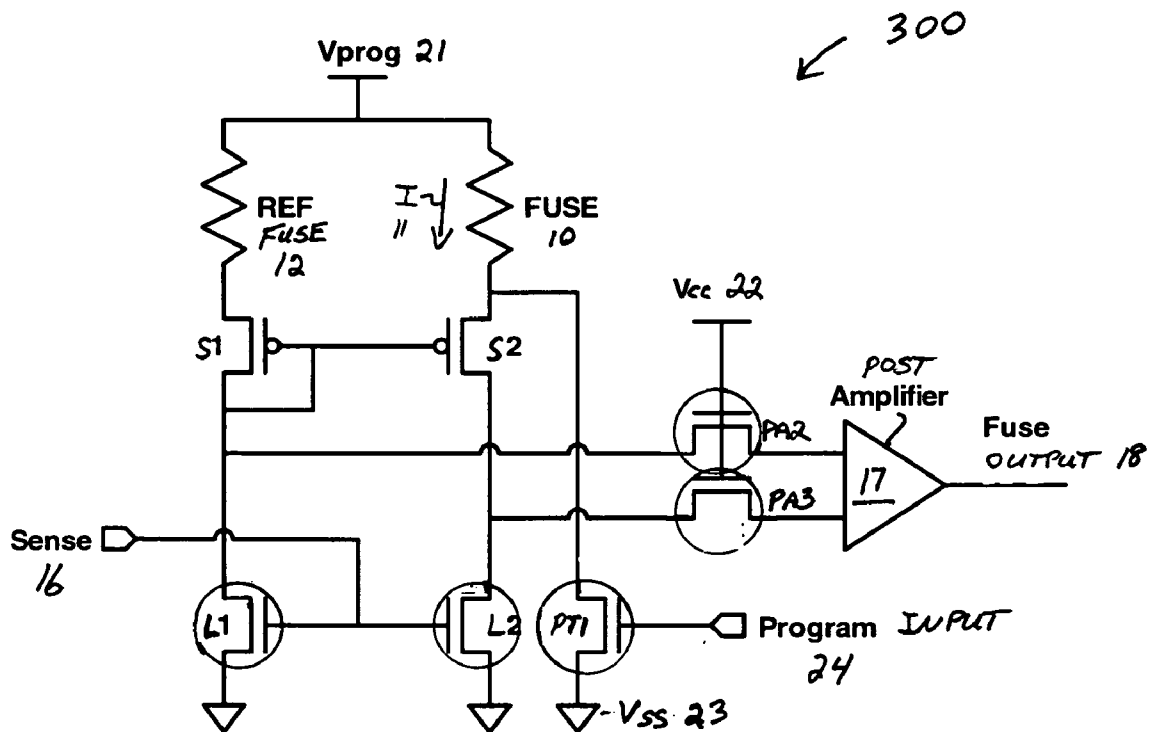 300
Vprog 21
REF
FUSE
12
I
11
FUSE
10
Vcc 22
S1
S2
POST
Amplifier
PA2
Fuse
OUTPUT 18
17
PA3
Sense
16
L1
L2
PT1
Program INPUT
24
Vss 23